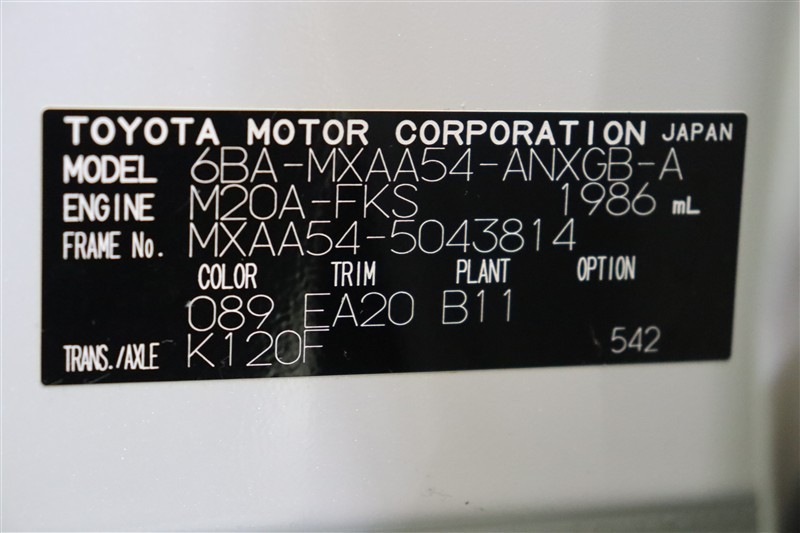 TOYOTA MOTOR CORPORATION JAPAN
MODEL 6BA-MXAA54-ANXGB-A
ENGINE M20A-FKS 1986 mL
FRAME No. MXAA54-5043814
COLOR TRIM PLANT OPTION
089 EA20 B11
TRANS./AXLE K120F 542